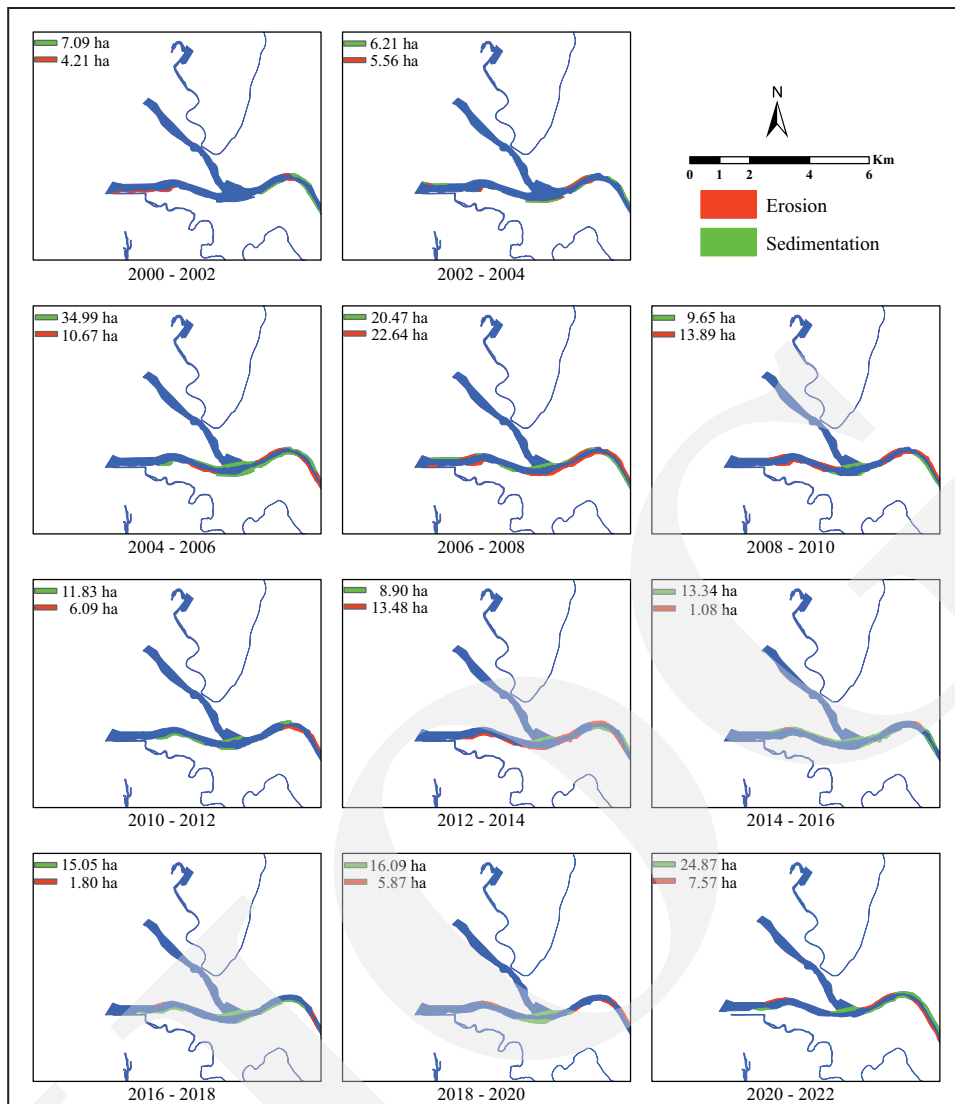 7.09 ha
4.21 ha
2000 - 2002
6.21 ha
5.56 ha
2002 - 2004
N
Km
0 1 2 4 6
Erosion
Sedimentation
34.99 ha
10.67 ha
2004 - 2006
20.47 ha
22.64 ha
2006 - 2008
9.65 ha
13.89 ha
2008 - 2010
11.83 ha
6.09 ha
2010 - 2012
8.90 ha
13.48 ha
2012 - 2014
13.34 ha
1.08 ha
2014 - 2016
15.05 ha
1.80 ha
2016 - 2018
16.09 ha
5.87 ha
2018 - 2020
24.87 ha
7.57 ha
2020 - 2022